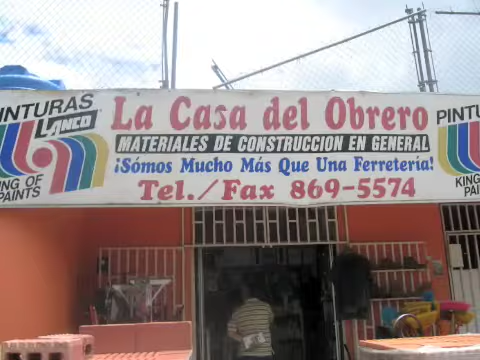 PINTURAS
LANCO
KING OF
PAINTS
La Casa del Obrero
MATERIALES DE CONSTRUCCION EN GENERAL
¡Sómos Mucho Más Que Una Ferretería!
Tel./Fax 869-5574
PINTU
KING
PAI